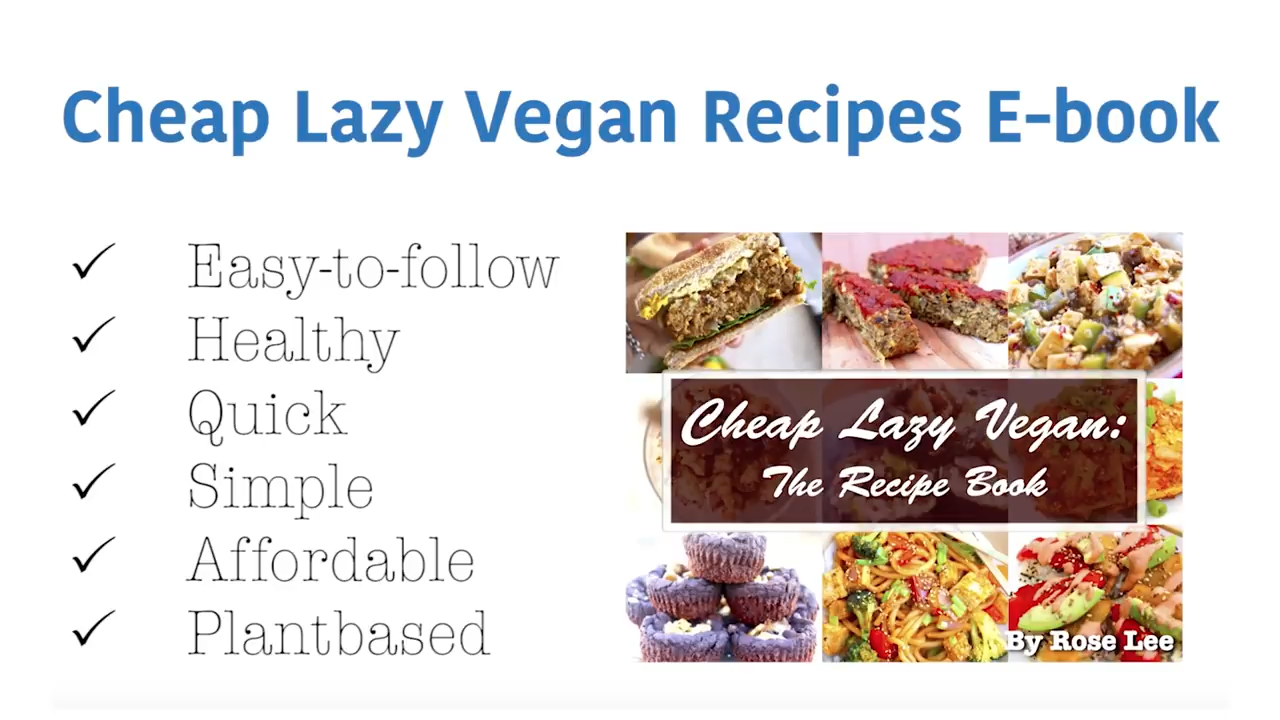 Cheap Lazy Vegan Recipes E-book
✓ Easy-to-follow
✓ Healthy
✓ Quick
✓ Simple
✓ Affordable
✓ Plantbased
Cheap Lazy Vegan:
The Recipe Book
By Rose Lee